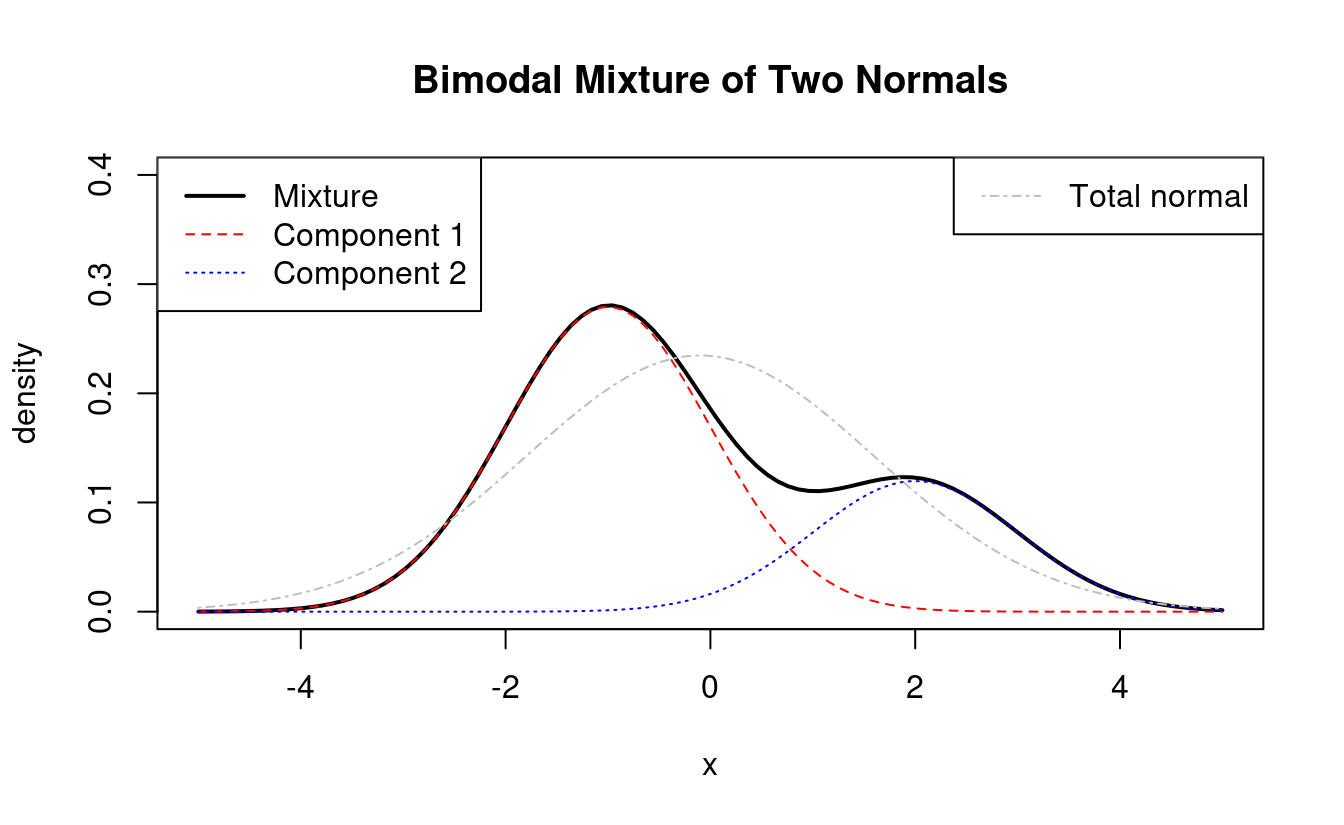 Bimodal Mixture of Two Normals
Mixture
Component 1
Component 2
Total normal
density
0.4
0.3
0.2
0.1
0.0
-4 -2 0 2 4
x